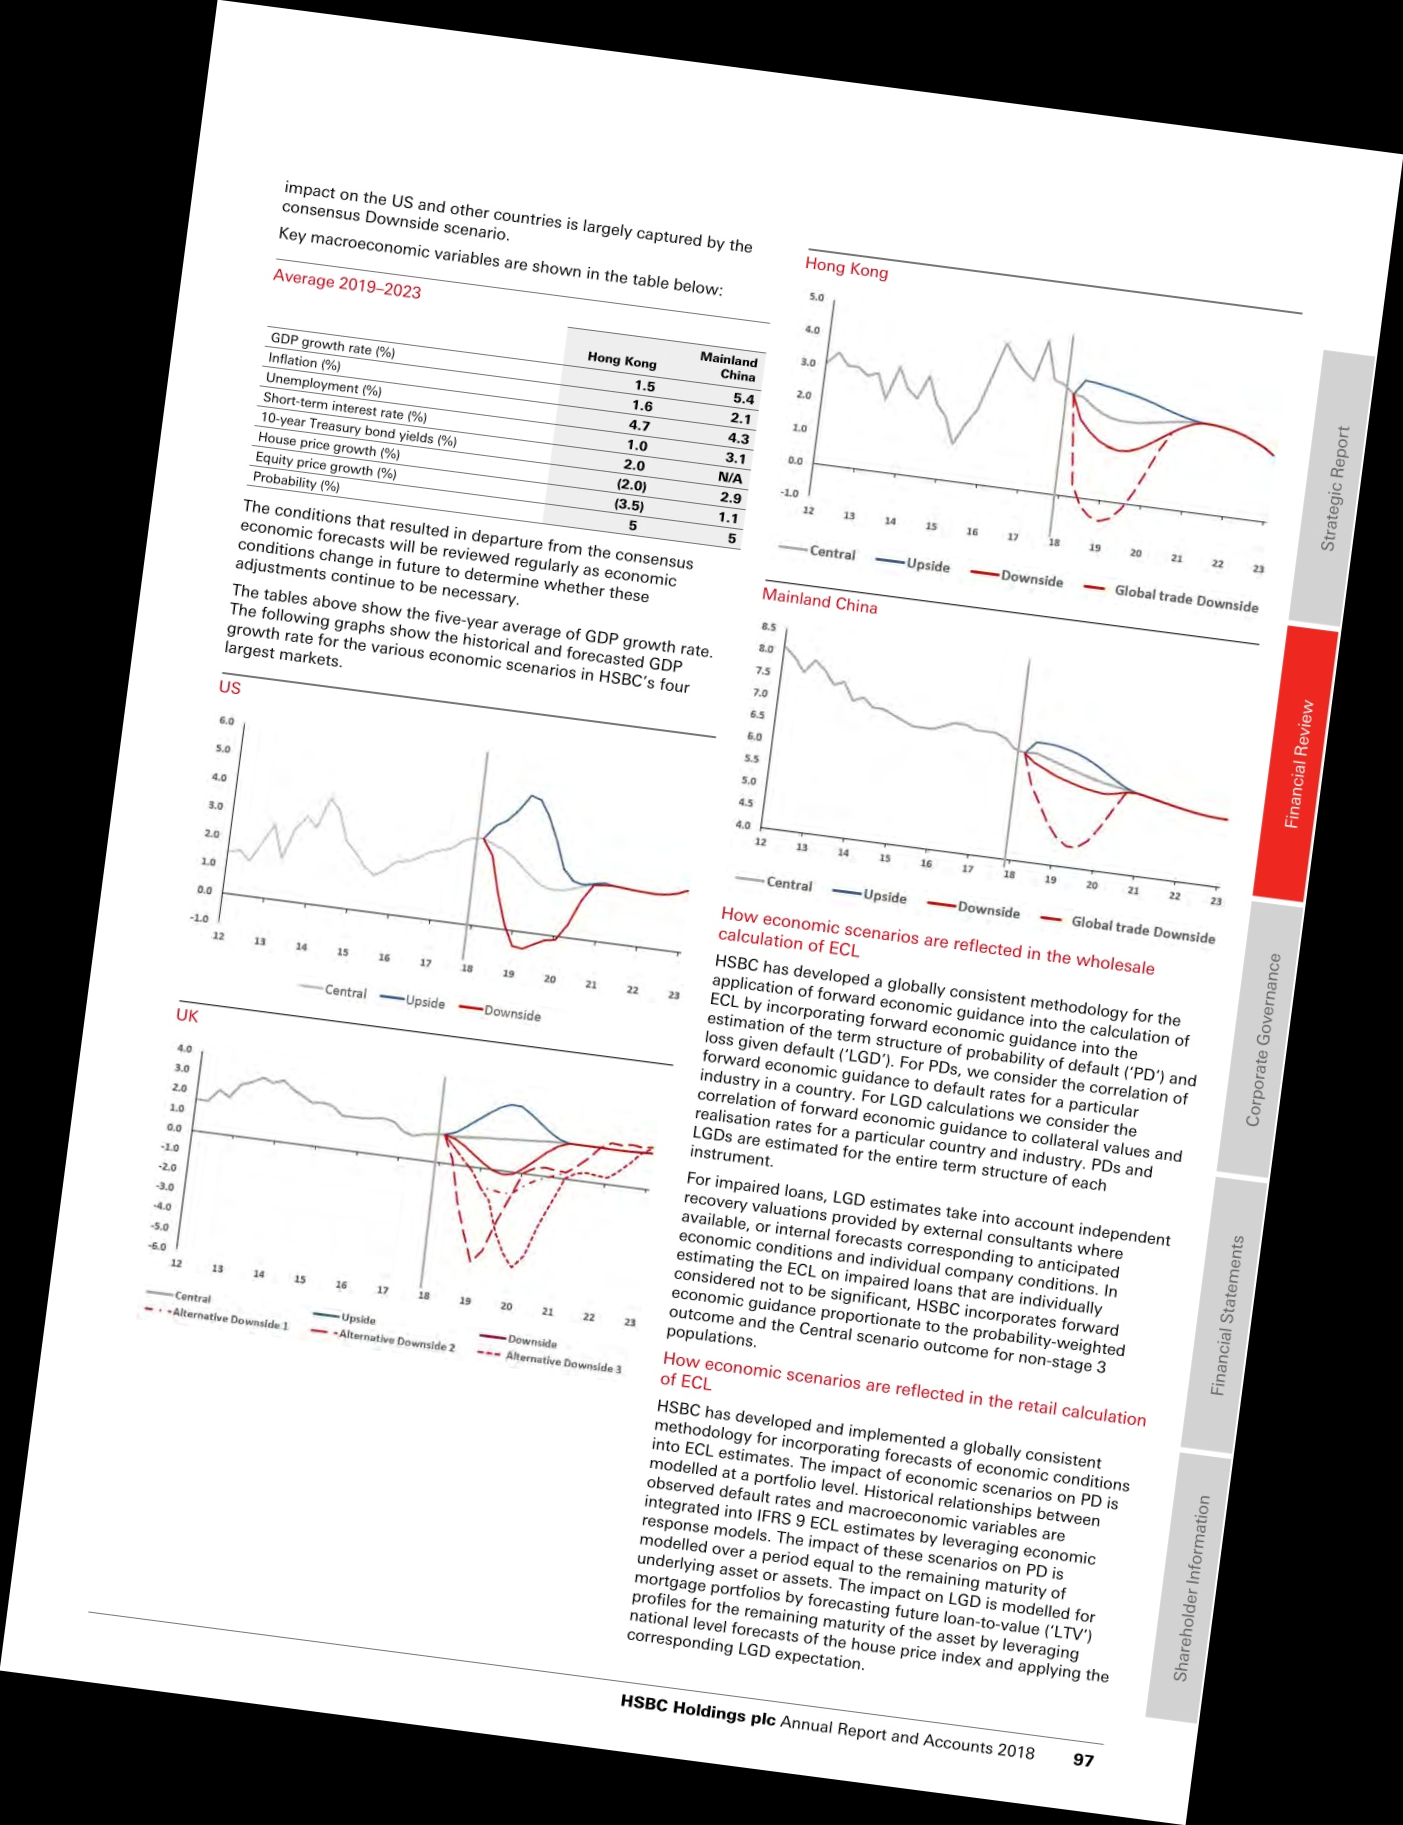 impact on the US and other countries is largely captured by the
consensus Downside scenario.
Key macroeconomic variables are shown in the table below:
Average 2019–2023
Hong Kong Mainland China
GDP growth rate (%) 1.5 5.4
Inflation (%) 1.6 2.1
Unemployment (%) 4.7 4.3
Short-term interest rate (%) 1.0 3.1
10-year Treasury bond yields (%) 2.0 N/A
House price growth (%) (2.0) 2.9
Equity price growth (%) (3.5) 1.1
Probability (%) 5 5
The conditions that resulted in departure from the consensus
economic forecasts will be reviewed regularly as economic
conditions change in future to determine whether these
adjustments continue to be necessary.
The tables above show the five-year average of GDP growth rate.
The following graphs show the historical and forecasted GDP
growth rate for the various economic scenarios in HSBC's four
largest markets.
US
6.0
5.0
4.0
3.0
2.0
1.0
0.0
-1.0
12 13 14 15 16 17 18 19 20 21 22 23
Central Upside Downside
UK
4.0
3.0
2.0
1.0
0.0
-1.0
-2.0
-3.0
-4.0
-5.0
-6.0
12 13 14 15 16 17 18 19 20 21 22 23
Central Upside Downside
Alternative Downside 1 Alternative Downside 2 Alternative Downside 3
Hong Kong
5.0
4.0
3.0
2.0
1.0
0.0
-1.0
12 13 14 15 16 17 18 19 20 21 22 23
Central Upside Downside Global trade Downside
Mainland China
8.5
8.0
7.5
7.0
6.5
6.0
5.5
5.0
4.5
4.0
12 13 14 15 16 17 18 19 20 21 22 23
Central Upside Downside Global trade Downside
How economic scenarios are reflected in the wholesale
calculation of ECL
HSBC has developed a globally consistent methodology for the
application of forward economic guidance into the calculation of
ECL by incorporating forward economic guidance into the
estimation of the term structure of probability of default ('PD') and
loss given default ('LGD'). For PDs, we consider the correlation of
forward economic guidance to default rates for a particular
industry in a country. For LGD calculations we consider the
correlation of forward economic guidance to collateral values and
realisation rates for a particular country and industry. PDs and
LGDs are estimated for the entire term structure of each
instrument.
For impaired loans, LGD estimates take into account independent
recovery valuations provided by external consultants where
available, or internal forecasts corresponding to anticipated
economic conditions and individual company conditions. In
estimating the ECL on impaired loans that are individually
considered not to be significant, HSBC incorporates forward
economic guidance proportionate to the probability-weighted
outcome and the Central scenario outcome for non-stage 3
populations.
How economic scenarios are reflected in the retail calculation
of ECL
HSBC has developed and implemented a globally consistent
methodology for incorporating forecasts of economic conditions
into ECL estimates. The impact of economic scenarios on PD is
modelled at a portfolio level. Historical relationships between
observed default rates and macroeconomic variables are
integrated into IFRS 9 ECL estimates by leveraging economic
response models. The impact of these scenarios on PD is
modelled over a period equal to the remaining maturity of
underlying asset or assets. The impact on LGD is modelled for
mortgage portfolios by forecasting future loan-to-value ('LTV')
profiles for the remaining maturity of the asset by leveraging
national level forecasts of the house price index and applying the
corresponding LGD expectation.
Strategic Report
Financial Review
Corporate Governance
Financial Statements
Shareholder Information
HSBC Holdings plc Annual Report and Accounts 2018 97